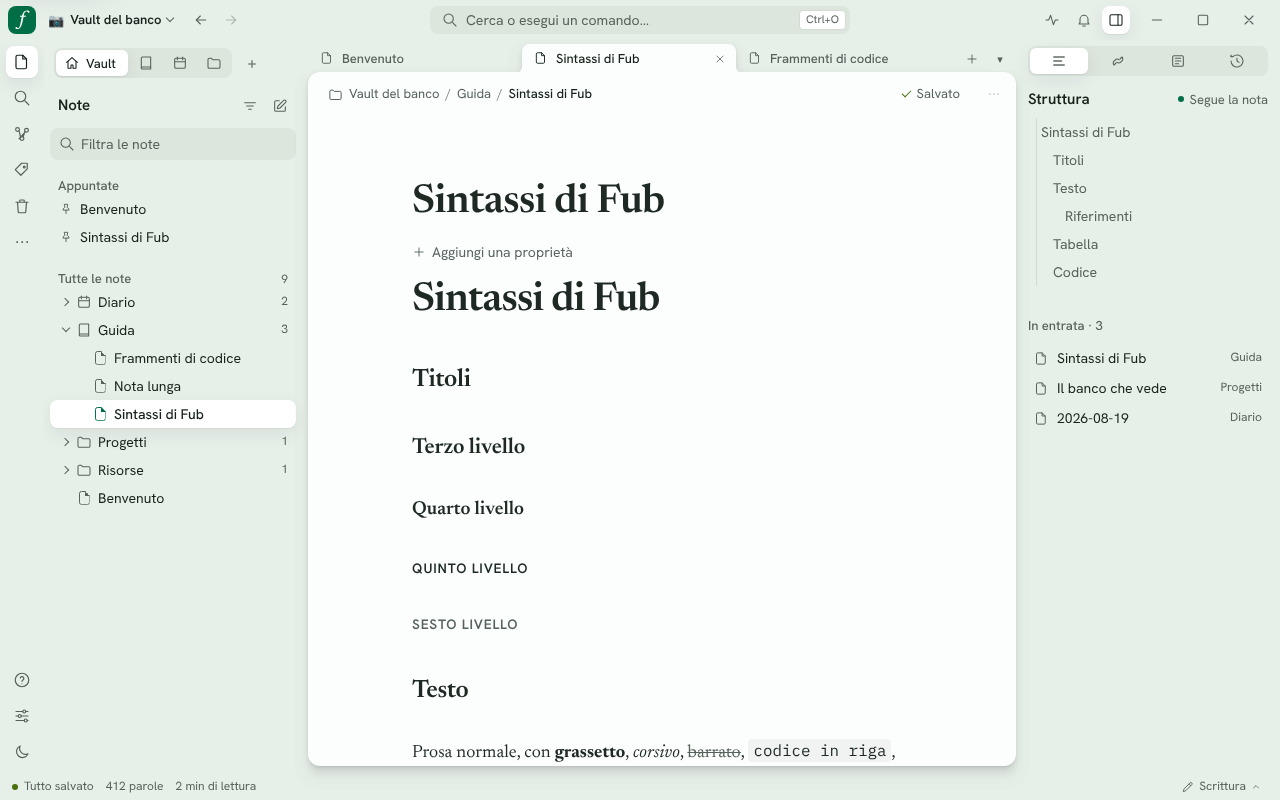 f Vault del banco
Cerca o esegui un comando…
Ctrl+O
Vault
Note
Filtra le note
Appuntate
Benvenuto
Sintassi di Fub
Tutte le note 9
Diario 2
Guida 3
Frammenti di codice
Nota lunga
Sintassi di Fub
Progetti 1
Risorse 1
Benvenuto
Benvenuto
Sintassi di Fub
Frammenti di codice
Vault del banco / Guida / Sintassi di Fub
Salvato
Sintassi di Fub
Aggiungi una proprietà
Sintassi di Fub
Titoli
Terzo livello
Quarto livello
QUINTO LIVELLO
SESTO LIVELLO
Testo
Prosa normale, con grassetto, corsivo, barrato, codice in riga,
Struttura
Segue la nota
Sintassi di Fub
Titoli
Testo
Riferimenti
Tabella
Codice
In entrata · 3
Sintassi di Fub Guida
Il banco che vede Progetti
2026-08-19 Diario
Tutto salvato 412 parole 2 min di lettura
Scrittura